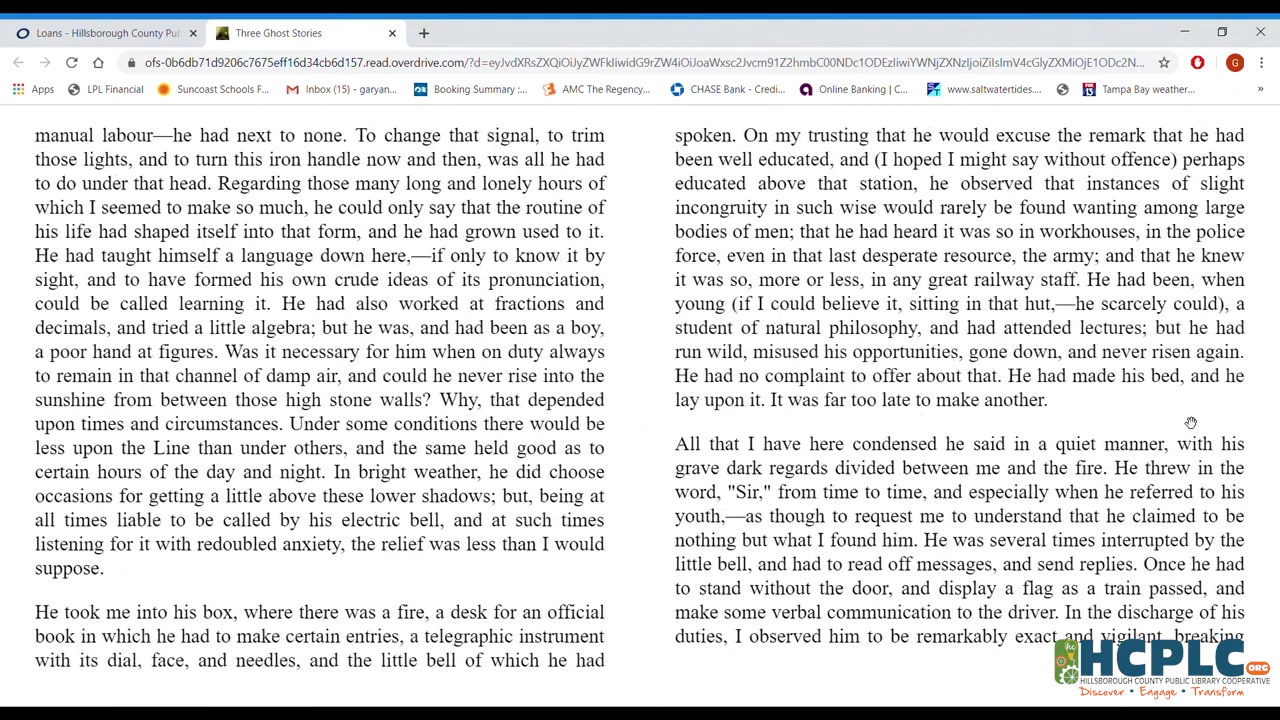 Loans - Hillsborough County Pu
Three Ghost Stories
ofs-0b6db71d9206c7675eff16d34cb6d157.read.overdrive.com/?d=eyJvdXRsZXQiOiJyZWFkIiwidG9rZW4iOiJoaWxsc2Jvcm91Z2hmbC00NDc1ODEzIiwiYWNjZXNzIjoiZiIsImV4cGlyZXMiOjE1ODc2N...
G
Apps
LPL Financial
Suncoast Schools F...
Inbox (15) - garyan...
Booking Summary :...
AMC The Regency...
CHASE Bank - Credi...
Online Banking | C...
www.saltwatertides....
Tampa Bay weather...
»
manual labour—he had next to none. To change that signal, to trim
those lights, and to turn this iron handle now and then, was all he had
to do under that head. Regarding those many long and lonely hours of
which I seemed to make so much, he could only say that the routine of
his life had shaped itself into that form, and he had grown used to it.
He had taught himself a language down here,—if only to know it by
sight, and to have formed his own crude ideas of its pronunciation,
could be called learning it. He had also worked at fractions and
decimals, and tried a little algebra; but he was, and had been as a boy,
a poor hand at figures. Was it necessary for him when on duty always
to remain in that channel of damp air, and could he never rise into the
sunshine from between those high stone walls? Why, that depended
upon times and circumstances. Under some conditions there would be
less upon the Line than under others, and the same held good as to
certain hours of the day and night. In bright weather, he did choose
occasions for getting a little above these lower shadows; but, being at
all times liable to be called by his electric bell, and at such times
listening for it with redoubled anxiety, the relief was less than I would
suppose.
He took me into his box, where there was a fire, a desk for an official
book in which he had to make certain entries, a telegraphic instrument
with its dial, face, and needles, and the little bell of which he had
spoken. On my trusting that he would excuse the remark that he had
been well educated, and (I hoped I might say without offence) perhaps
educated above that station, he observed that instances of slight
incongruity in such wise would rarely be found wanting among large
bodies of men; that he had heard it was so in workhouses, in the police
force, even in that last desperate resource, the army; and that he knew
it was so, more or less, in any great railway staff. He had been, when
young (if I could believe it, sitting in that hut,—he scarcely could), a
student of natural philosophy, and had attended lectures; but he had
run wild, misused his opportunities, gone down, and never risen again.
He had no complaint to offer about that. He had made his bed, and he
lay upon it. It was far too late to make another.
All that I have here condensed he said in a quiet manner, with his
grave dark regards divided between me and the fire. He threw in the
word, "Sir," from time to time, and especially when he referred to his
youth,—as though to request me to understand that he claimed to be
nothing but what I found him. He was several times interrupted by the
little bell, and had to read off messages, and send replies. Once he had
to stand without the door, and display a flag as a train passed, and
make some verbal communication to the driver. In the discharge of his
duties, I observed him to be remarkably exact and vigilant, breaking
hc HCPLC.ORG
HILLSBOROUGH COUNTY PUBLIC LIBRARY COOPERATIVE
Discover • Engage • Transform